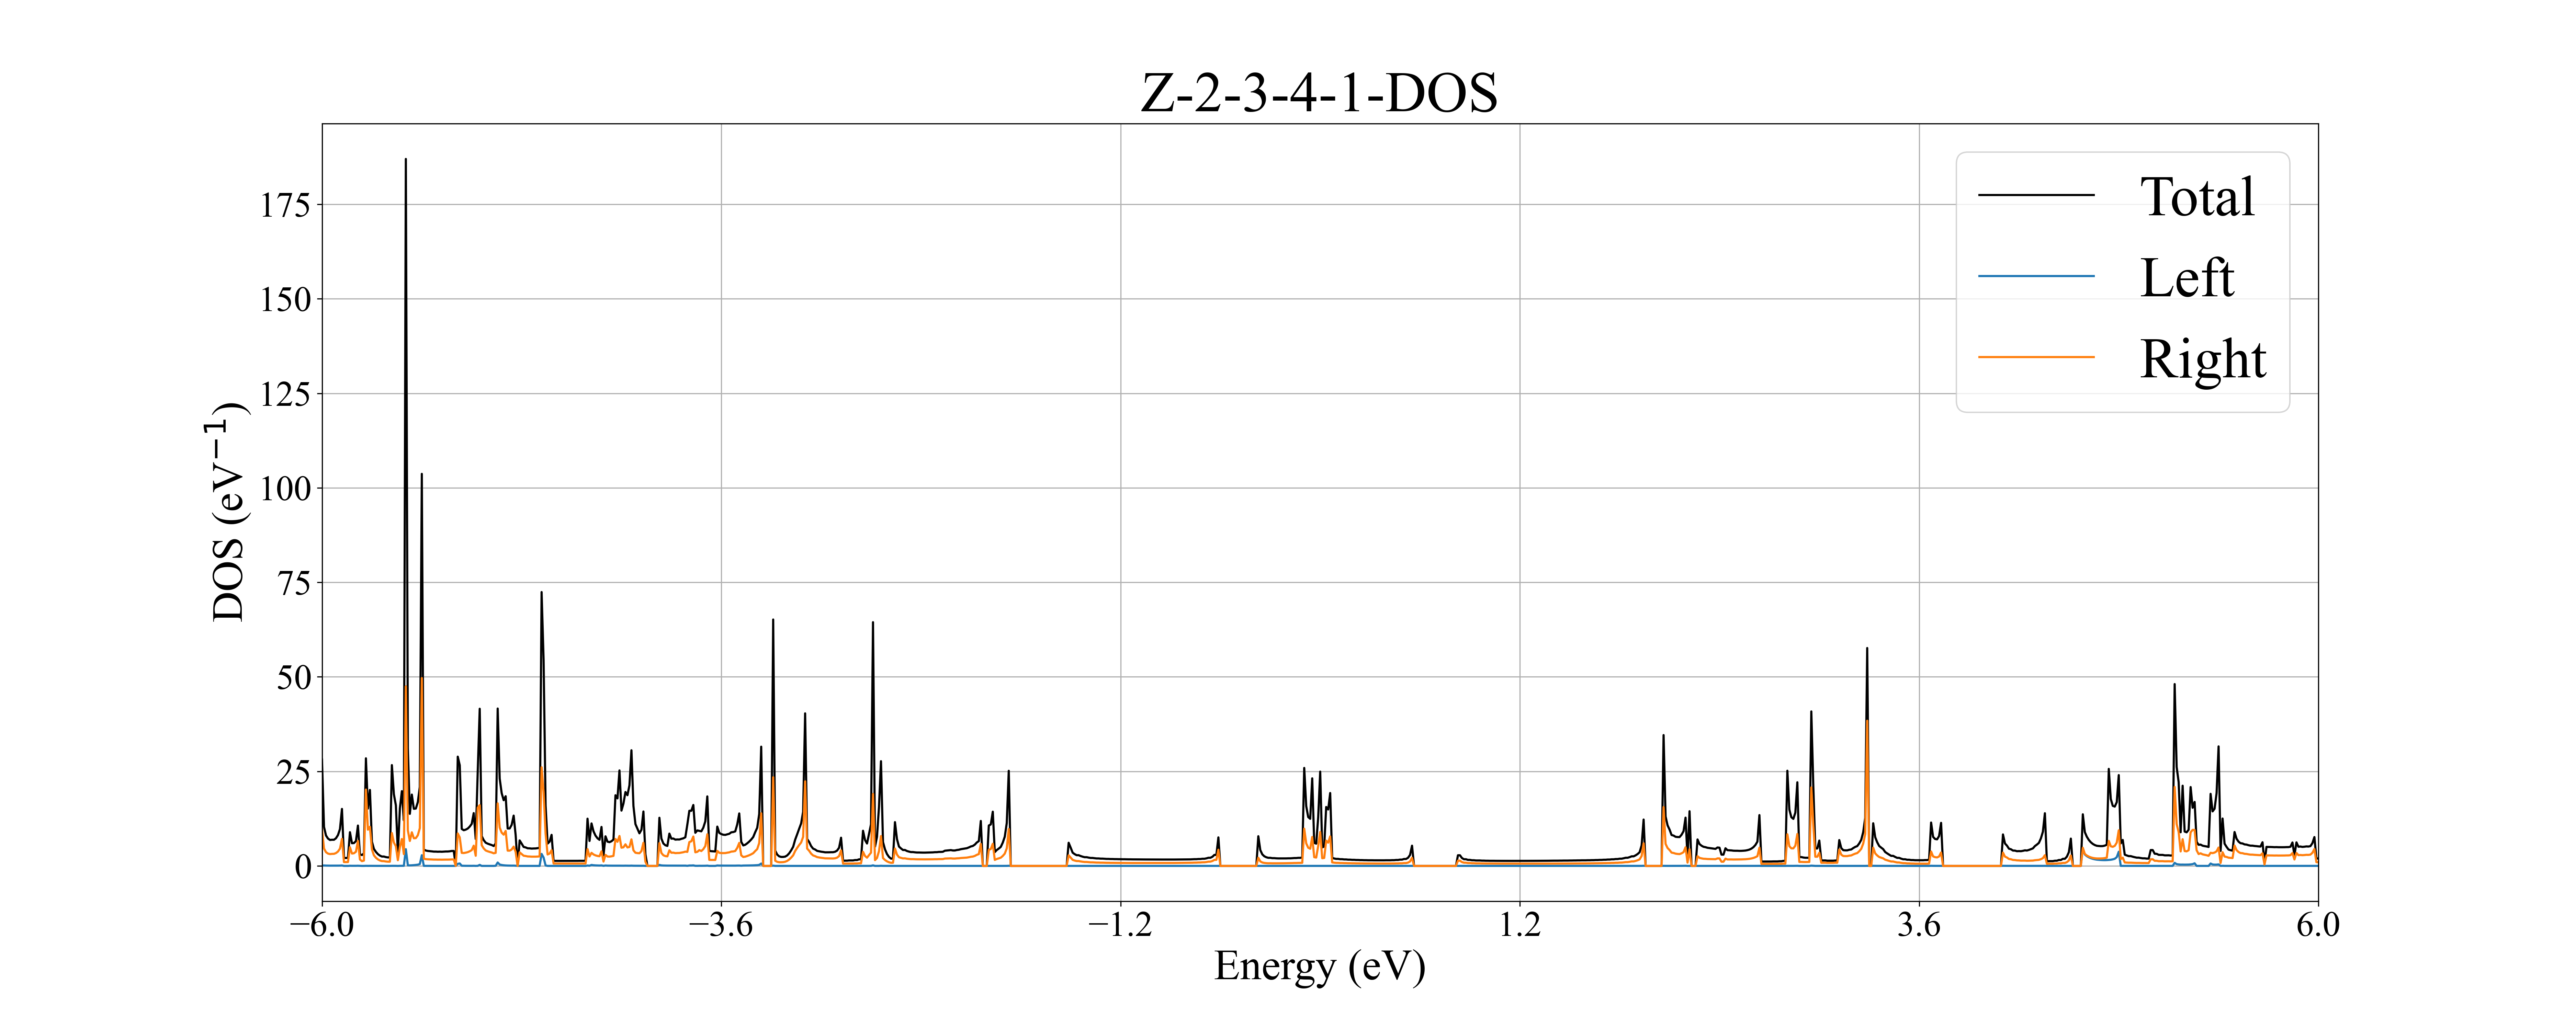 Z-2-3-4-1-DOS
Total
Left
Right
DOS (eV⁻¹)
175
150
125
100
75
50
25
0
−6.0 −3.6 −1.2 1.2 3.6 6.0
Energy (eV)